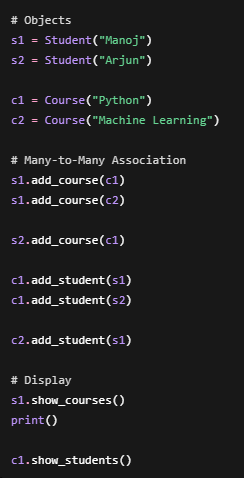 # Objects
s1 = Student("Manoj")
s2 = Student("Arjun")
c1 = Course("Python")
c2 = Course("Machine Learning")
# Many-to-Many Association
s1.add_course(c1)
s1.add_course(c2)
s2.add_course(c1)
c1.add_student(s1)
c1.add_student(s2)
c2.add_student(s1)
# Display
s1.show_courses()
print()
c1.show_students()